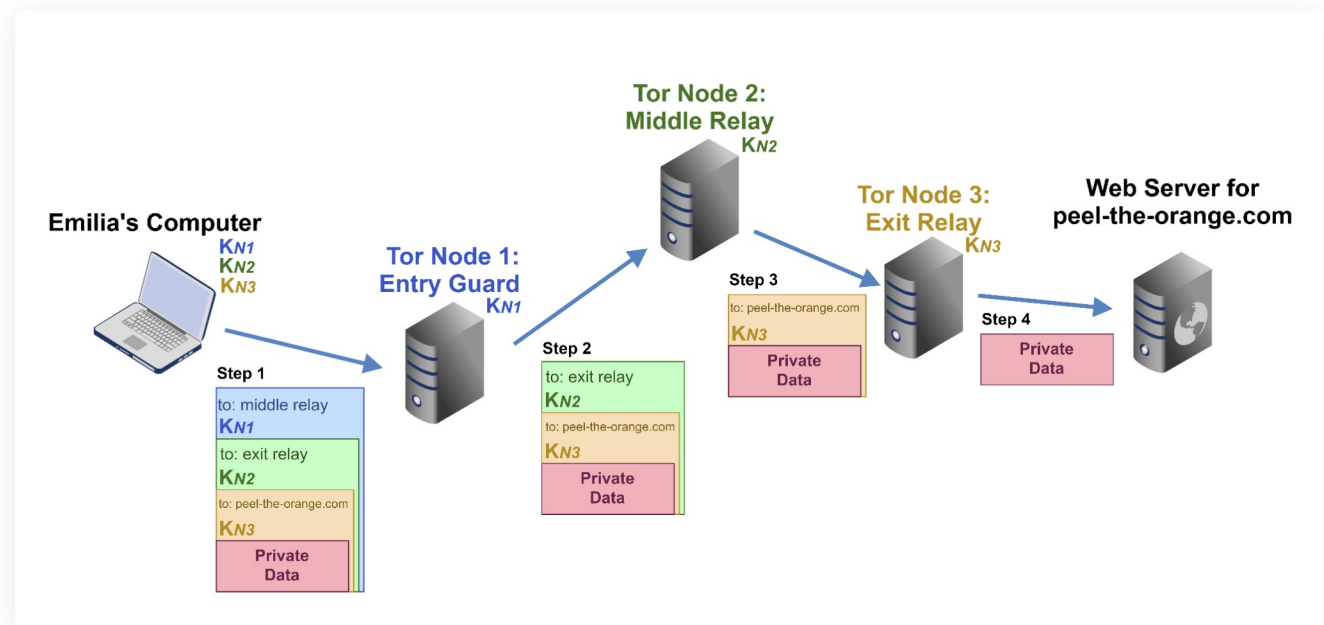 Emilia's Computer
KN1
KN2
KN3
Step 1
to: middle relay
KN1
to: exit relay
KN2
to: peel-the-orange.com
KN3
Private
Data
Tor Node 1:
Entry Guard
KN1
Step 2
to: exit relay
KN2
to: peel-the-orange.com
KN3
Private
Data
Tor Node 2:
Middle Relay
KN2
Step 3
to: peel-the-orange.com
KN3
Private
Data
Tor Node 3:
Exit Relay
KN3
Step 4
Private
Data
Web Server for
peel-the-orange.com